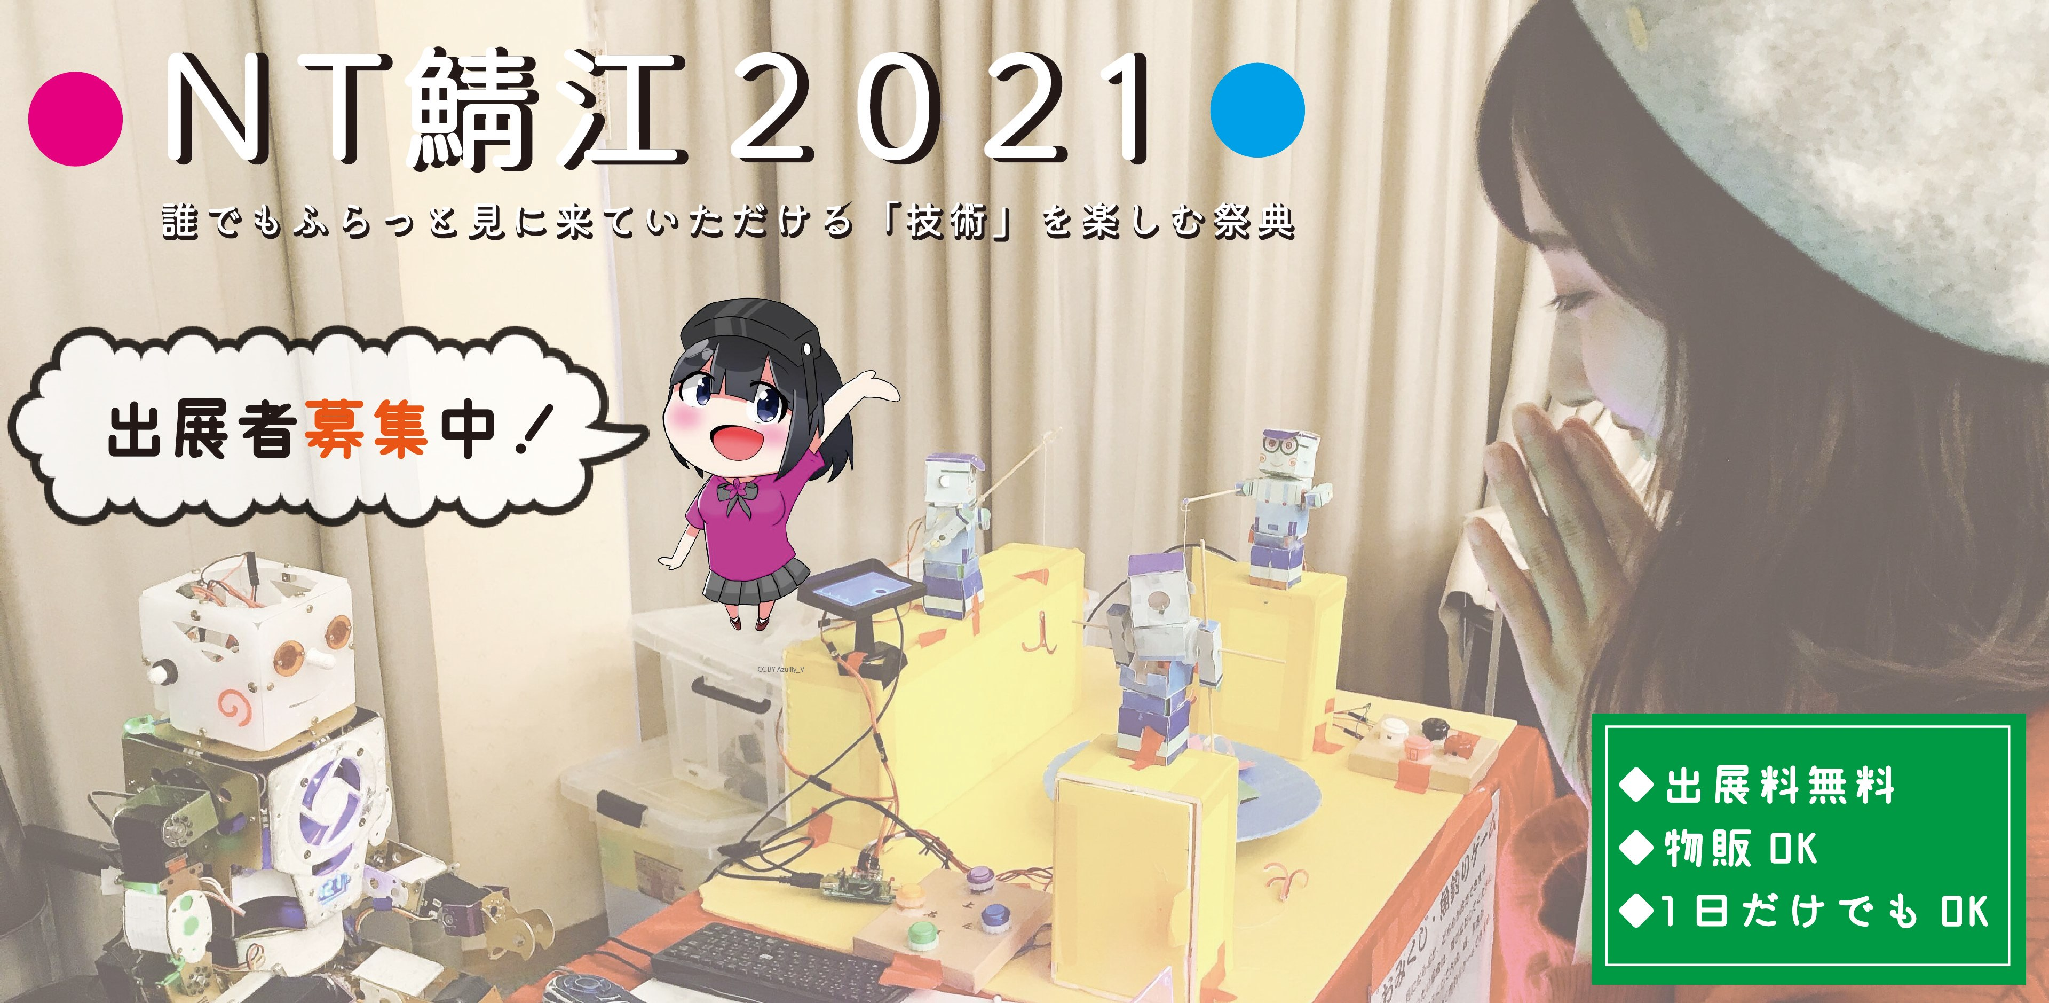 NT鯖江2021
誰でもふらっと見に来ていただける「技術」を楽しむ祭典
出展者募集中！
◆出展料無料
◆物販OK
◆1日だけでもOK